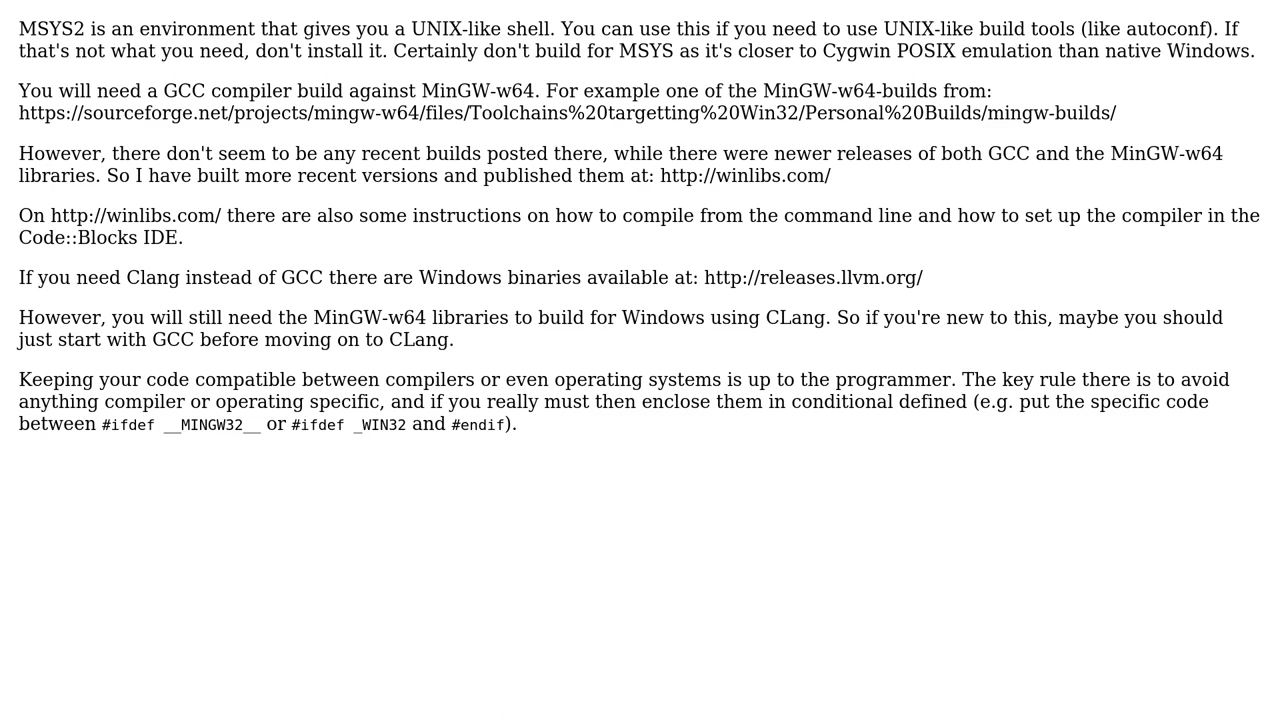 MSYS2 is an environment that gives you a UNIX-like shell. You can use this if you need to use UNIX-like build tools (like autoconf). If
that's not what you need, don't install it. Certainly don't build for MSYS as it's closer to Cygwin POSIX emulation than native Windows.
You will need a GCC compiler build against MinGW-w64. For example one of the MinGW-w64-builds from:
https://sourceforge.net/projects/mingw-w64/files/Toolchains%20targetting%20Win32/Personal%20Builds/mingw-builds/
However, there don't seem to be any recent builds posted there, while there were newer releases of both GCC and the MinGW-w64
libraries. So I have built more recent versions and published them at: http://winlibs.com/
On http://winlibs.com/ there are also some instructions on how to compile from the command line and how to set up the compiler in the
Code::Blocks IDE.
If you need Clang instead of GCC there are Windows binaries available at: http://releases.llvm.org/
However, you will still need the MinGW-w64 libraries to build for Windows using CLang. So if you're new to this, maybe you should
just start with GCC before moving on to CLang.
Keeping your code compatible between compilers or even operating systems is up to the programmer. The key rule there is to avoid
anything compiler or operating specific, and if you really must then enclose them in conditional defined (e.g. put the specific code
between #ifdef __MINGW32__ or #ifdef _WIN32 and #endif).